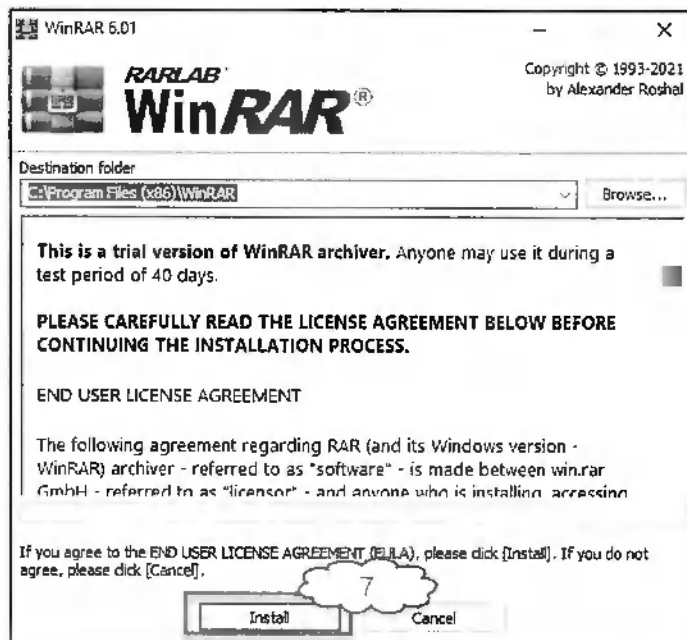 WinRAR 6.01
RARLAB
WinRAR®
Copyright © 1993-2021
by Alexander Roshal
Destination folder
C:\Program Files (x86)\WinRAR
Browse...
This is a trial version of WinRAR archiver. Anyone may use it during a
test period of 40 days.
PLEASE CAREFULLY READ THE LICENSE AGREEMENT BELOW BEFORE
CONTINUING THE INSTALLATION PROCESS.
END USER LICENSE AGREEMENT
The following agreement regarding RAR (and its Windows version -
WinRAR) archiver - referred to as "software" - is made between win.rar
GmbH - referred to as "licensor" - and anyone who is installing, accessing
If you agree to the END USER LICENSE AGREEMENT (EULA), please click [Install]. If you do not
agree, please click [Cancel].
7
Install
Cancel